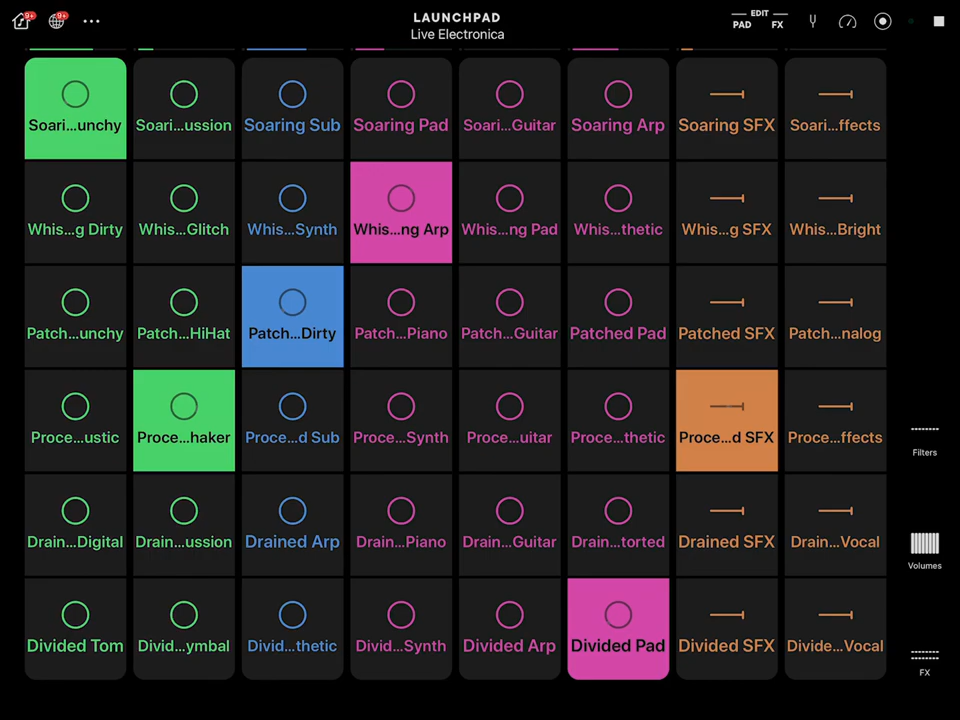 9+
9+
LAUNCHPAD
Live Electronica
EDIT
PAD
FX
Soari...unchy
Soari...ussion
Soaring Sub
Soaring Pad
Soari...Guitar
Soaring Arp
Soaring SFX
Soari...ffects
Whis...g Dirty
Whis...Glitch
Whis...Synth
Whis...ng Arp
Whis...ng Pad
Whis...thetic
Whis...g SFX
Whis...Bright
Patch...unchy
Patch...HiHat
Patch...Dirty
Patch...Piano
Patch...Guitar
Patched Pad
Patched SFX
Patch...nalog
Proce...ustic
Proce...haker
Proce...d Sub
Proce...Synth
Proce...uitar
Proce...thetic
Proce...d SFX
Proce...ffects
Filters
Drain...Digital
Drain...ussion
Drained Arp
Drain...Piano
Drain...Guitar
Drain...torted
Drained SFX
Drain...Vocal
Volumes
Divided Tom
Divid...ymbal
Divid...thetic
Divid...Synth
Divided Arp
Divided Pad
Divided SFX
Divide...Vocal
FX